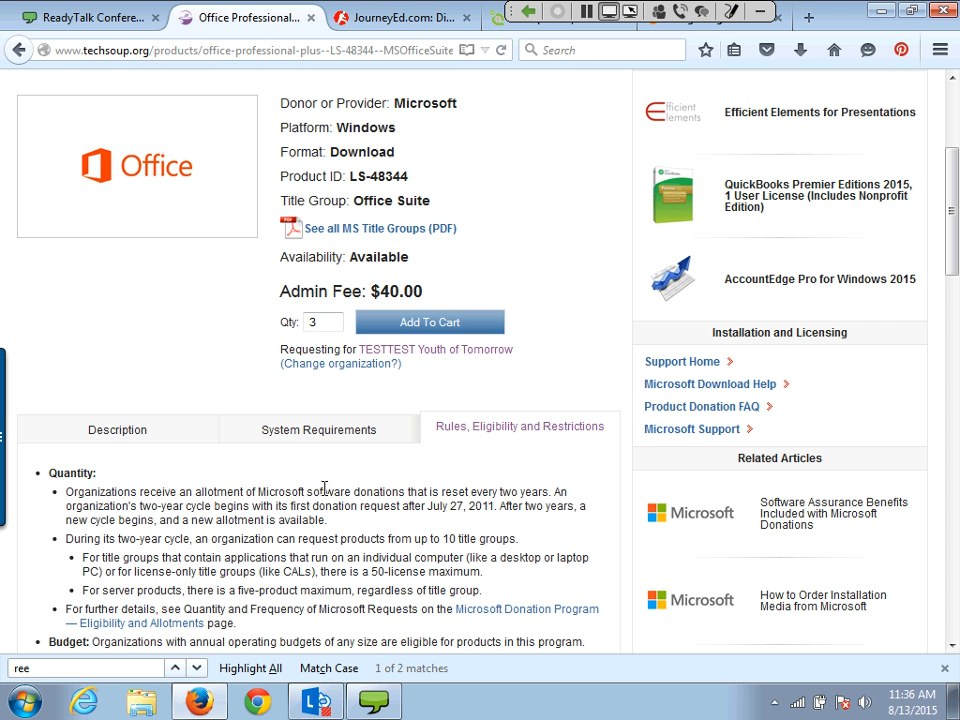 ReadyTalk Conferen...
Office Professional...
JourneyEd.com: Di...
www.techsoup.org/products/office-professional-plus--LS-48344--MSOfficeSuite
Search
Office
Donor or Provider: Microsoft
Platform: Windows
Format: Download
Product ID: LS-48344
Title Group: Office Suite
See all MS Title Groups (PDF)
Availability: Available
Admin Fee: $40.00
Qty: 3
Add To Cart
Requesting for TESTTEST Youth of Tomorrow
(Change organization?)
Description
System Requirements
Rules, Eligibility and Restrictions
• Quantity:
• Organizations receive an allotment of Microsoft software donations that is reset every two years. An
organization's two-year cycle begins with its first donation request after July 27, 2011. After two years, a
new cycle begins, and a new allotment is available.
• During its two-year cycle, an organization can request products from up to 10 title groups.
• For title groups that contain applications that run on an individual computer (like a desktop or laptop
PC) or for license-only title groups (like CALs), there is a 50-license maximum.
• For server products, there is a five-product maximum, regardless of title group.
• For further details, see Quantity and Frequency of Microsoft Requests on the Microsoft Donation Program
— Eligibility and Allotments page.
• Budget: Organizations with annual operating budgets of any size are eligible for products in this program.
Efficient Elements
Efficient Elements for Presentations
QuickBooks Premier Editions 2015,
1 User License (Includes Nonprofit
Edition)
AccountEdge Pro for Windows 2015
Installation and Licensing
Support Home
Microsoft Download Help
Product Donation FAQ
Microsoft Support
Related Articles
Microsoft
Software Assurance Benefits
Included with Microsoft
Donations
Microsoft
How to Order Installation
Media from Microsoft
ree
Highlight All
Match Case
1 of 2 matches
11:36 AM
8/13/2015